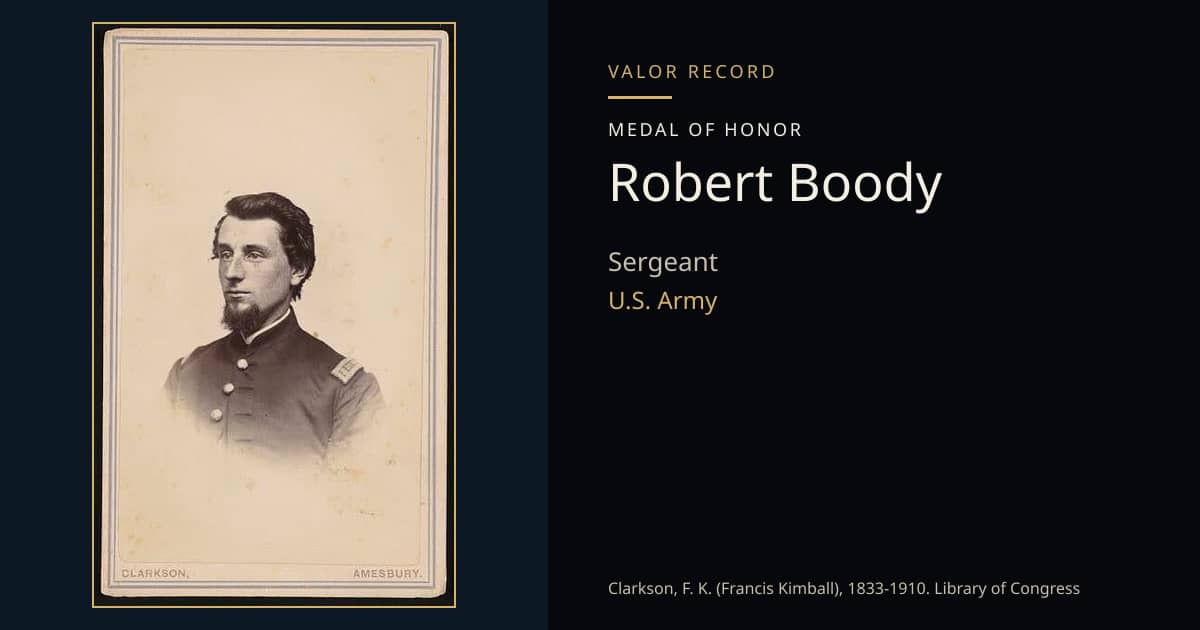 VALOR RECORD
MEDAL OF HONOR
Robert Boody
Sergeant
U.S. Army
CLARKSON, AMESBURY.
Clarkson, F. K. (Francis Kimball), 1833-1910. Library of Congress